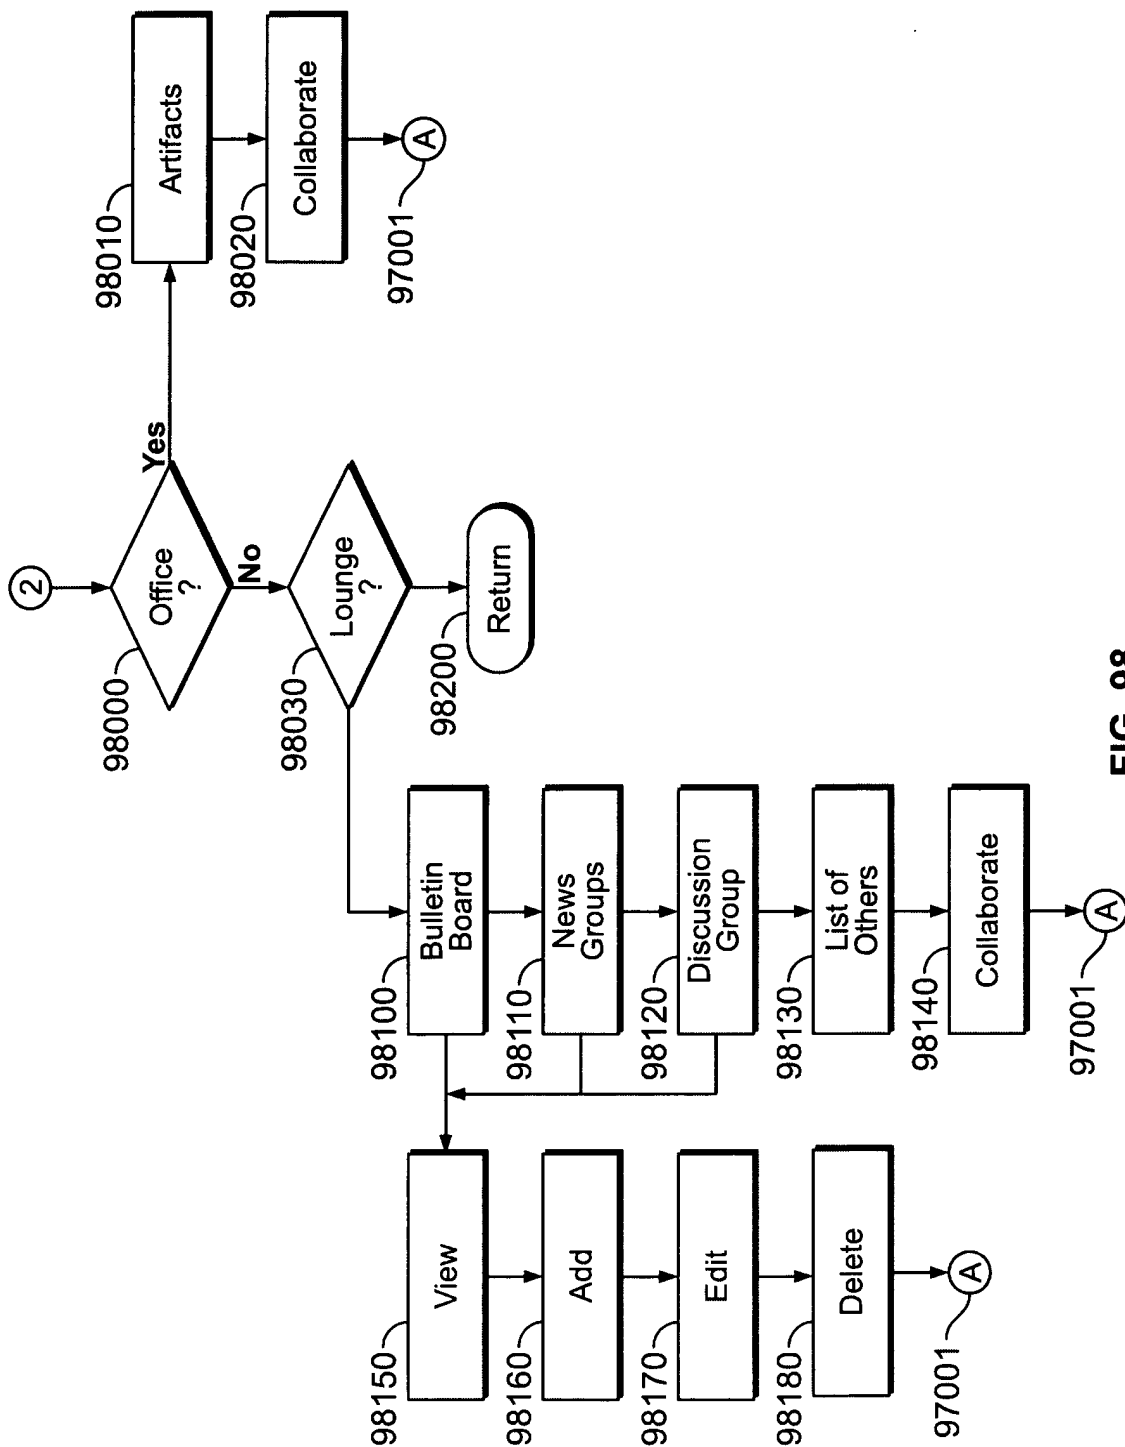 2
98000
Office
?
Yes
No
98010
Artifacts
98020
Collaborate
97001
A
98030
Lounge
?
98200
Return
98100
Bulletin
Board
98110
News
Groups
98120
Discussion
Group
98130
List of
Others
98140
Collaborate
97001
A
98150
View
98160
Add
98170
Edit
98180
Delete
97001
A
FIG. 98